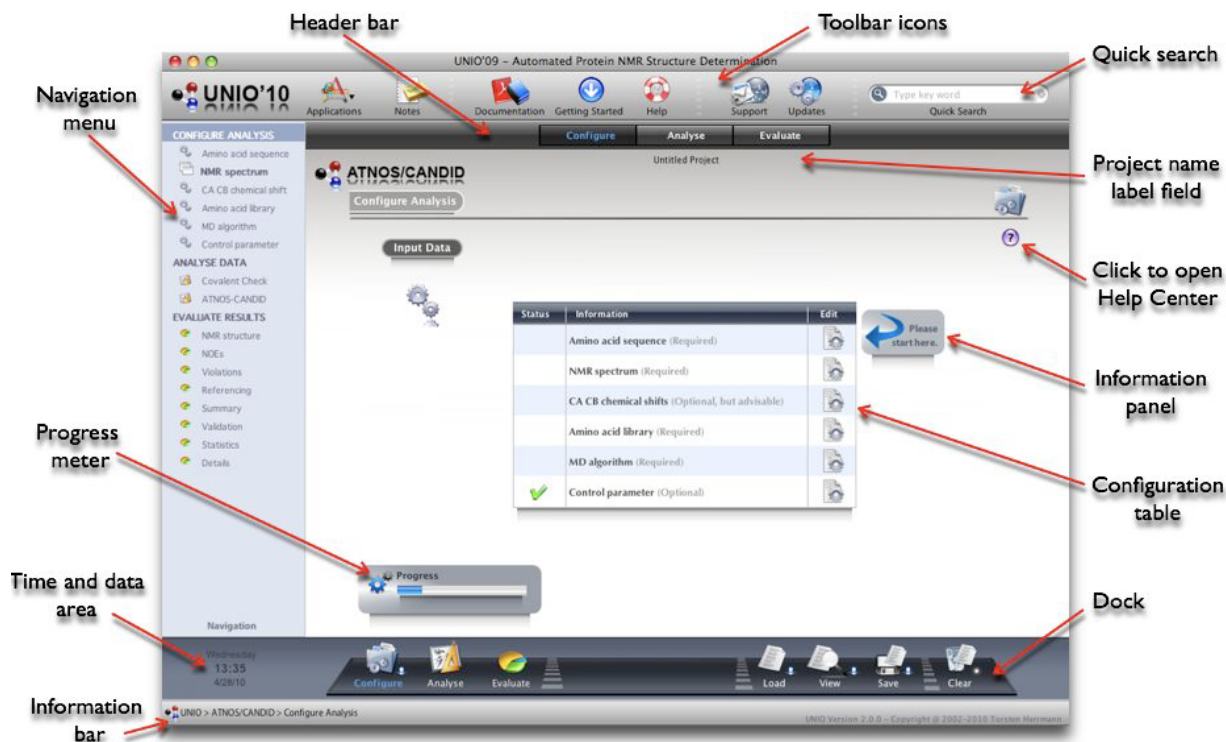 Header bar
Toolbar icons
Quick search
Navigation
menu
Project name
label field
Click to open
Help Center
Information
panel
Progress
meter
Configuration
table
Time and data
area
Dock
Information
bar
UNIO'09 – Automated Protein NMR Structure Determination
UNIO'10
Applications
Notes
Documentation
Getting Started
Help
Support
Updates
Type key word
Quick Search
Configure
Analyse
Evaluate
Untitled Project
CONFIGURE ANALYSIS
Amino acid sequence
NMR spectrum
CA CB chemical shift
Amino acid library
MD algorithm
Control parameter
ANALYSE DATA
Covalent Check
ATNOS-CANDID
EVALUATE RESULTS
NMR structure
NOEs
Violations
Referencing
Summary
Validation
Statistics
Details
Navigation
ATNOS/CANDID
Configure Analysis
Input Data
Status Information Edit
Amino acid sequence (Required)
NMR spectrum (Required)
CA CB chemical shifts (Optional, but advisable)
Amino acid library (Required)
MD algorithm (Required)
Control parameter (Optional)
Please
start here.
?
Progress
Wednesday
13:35
4/28/10
Configure
Analyse
Evaluate
Load
View
Save
Clear
UNIO > ATNOS/CANDID > Configure Analysis
UNIO Version 2.0.0 – Copyright @ 2002-2010 Torsten Herrmann